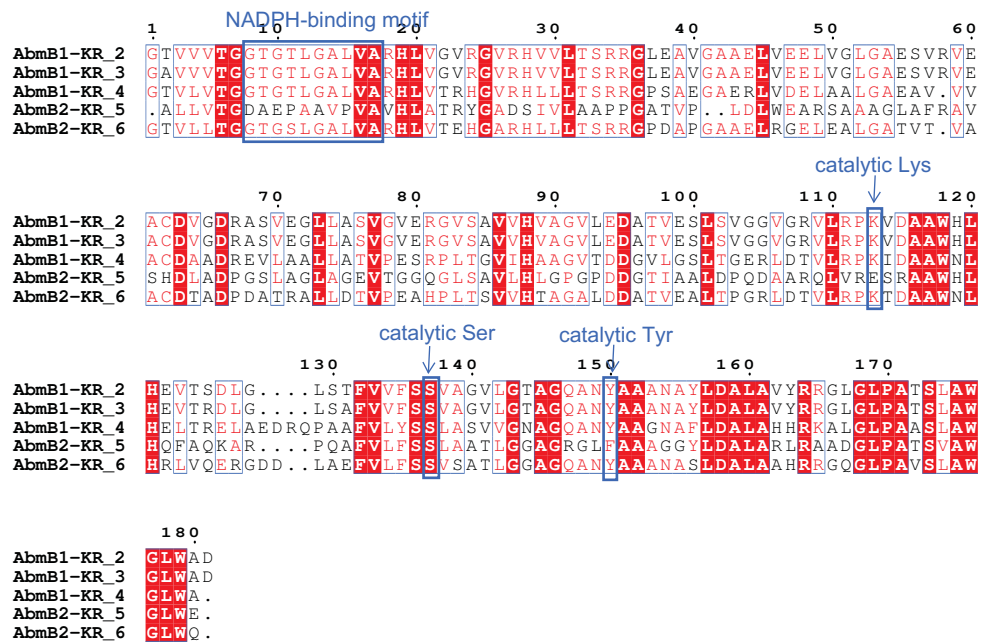 NADPH-binding motif
1 10 20 30 40 50 60
AbmB1-KR_2 GTVVVTGGTGTLGALVARHLVGVRGVRHVVLTSRRGLEAVGAAELVEELVGLGAESVRVE
AbmB1-KR_3 GAVVVTGGTGTLGALVARHLVGVRGVRHVVLTSRRGLEAVGAAELVEELVGLGAESVRVE
AbmB1-KR_4 GTVLVTGGTGTLGALVARHLVTRHGVRHLLLTSRRGPSAEGAERLVDELAALGAEAV.VV
AbmB2-KR_5 .ALLVTGDAEPAAVPVAVHLATRYGADSIVLAAPPGATVP..LDLWEARSAAAGLAFRAV
AbmB2-KR_6 GTVLLTGGTGSLGALVARHLVTEHGARHLLLTSRRGPDAPGAAELRGELEALGATVT.VA
catalytic Lys
70 80 90 100 110 120
AbmB1-KR_2 ACDVGDRASVEGLLASVGVERGVSAVVHVAGVLEDATVESLSVGGVGRVLRPKVDAAWHL
AbmB1-KR_3 ACDVGDRASVEGLLASVGVERGVSAVVHVAGVLEDATVESLSVGGVGRVLRPKVDAAWHL
AbmB1-KR_4 ACDAADREVLAALLATVPESRPLTGVIHAAGVTDDGVLGSLTGERLDTVLRPKIDAAWNL
AbmB2-KR_5 SHDLADPGSLAGLAGEVTGGQGLSAVLHLGPGPDDGTIAALDPQDAARQLVRESRAAWHL
AbmB2-KR_6 ACDTADPDATRALLDTVPEAHPLTSVVHTAGALDDATVEALTPGRLDTVLRPKTDAAWNL
catalytic Ser catalytic Tyr
130 140 150 160 170
AbmB1-KR_2 HEVTSDLG....LSTFVVFSSVAGVLGTAGQANYAAANAYLDALAVYRRGLGLPATSLAW
AbmB1-KR_3 HEVTRDLG....LSAFVVFSSVAGVLGTAGQANYAAANAYLDALAVYRRGLGLPATSLAW
AbmB1-KR_4 HELTRELAEDRQPAAFVLYSSLASVVGNAGQANYAAGNAFLDALAHHRKALGLPAASLAW
AbmB2-KR_5 HQFAQKAR....PQAFVLFSSLAATLGGAGRGLFAAAGGYLDALARLRAADGLPATSVAW
AbmB2-KR_6 HRLVQERGDD..LAEFVLFSSVSATLGGAGQANYAAANASLDALAAHRRGQGLPAVSLAW
180
AbmB1-KR_2 GLWAD
AbmB1-KR_3 GLWAD
AbmB1-KR_4 GLWA.
AbmB2-KR_5 GLWE.
AbmB2-KR_6 GLWQ.